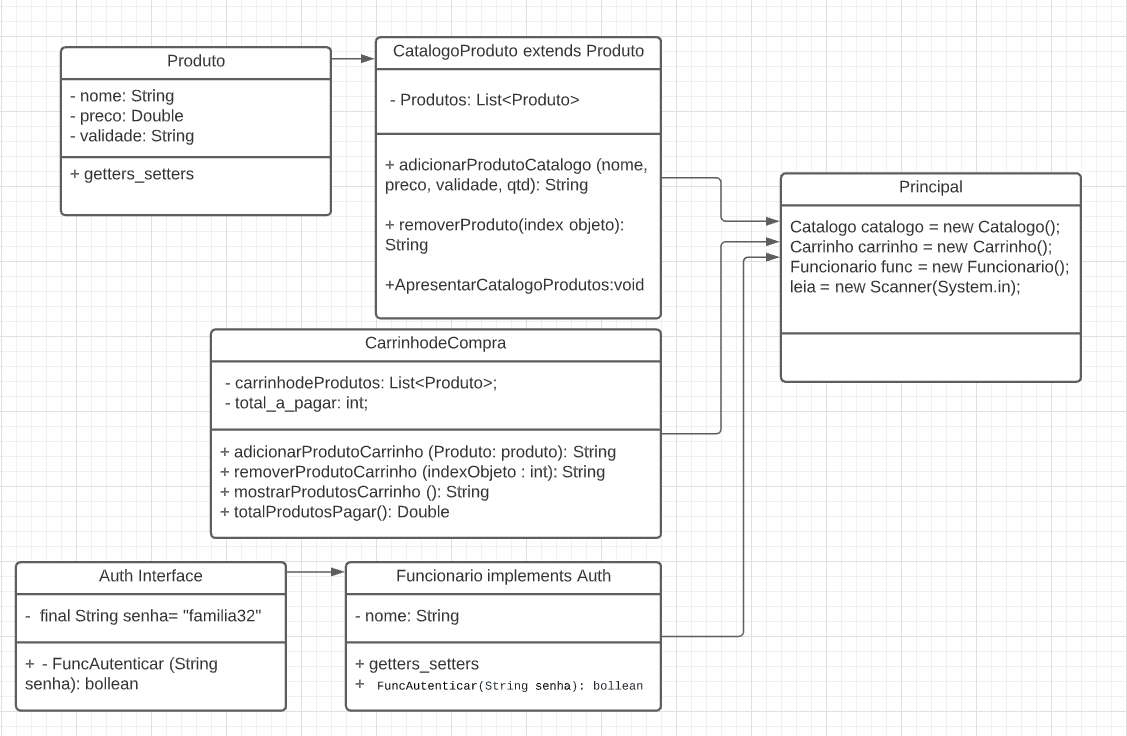 Produto
- nome: String
- preco: Double
- validade: String
+ getters_setters
CatalogoProduto extends Produto
- Produtos: List<Produto>
+ adicionarProdutoCatalogo (nome,
preco, validade, qtd): String
+ removerProduto(index objeto):
String
+ApresentarCatalogoProdutos:void
Principal
Catalogo catalogo = new Catalogo();
Carrinho carrinho = new Carrinho();
Funcionario func = new Funcionario();
leia = new Scanner(System.in);
CarrinhodeCompra
- carrinhodeProdutos: List<Produto>;
- total_a_pagar: int;
+ adicionarProdutoCarrinho (Produto: produto): String
+ removerProdutoCarrinho (indexObjeto : int): String
+ mostrarProdutosCarrinho (): String
+ totalProdutosPagar(): Double
Auth Interface
- final String senha= "familia32"
+ - FuncAutenticar (String
senha): bollean
Funcionario implements Auth
- nome: String
+ getters_setters
+ FuncAutenticar(String senha): bollean